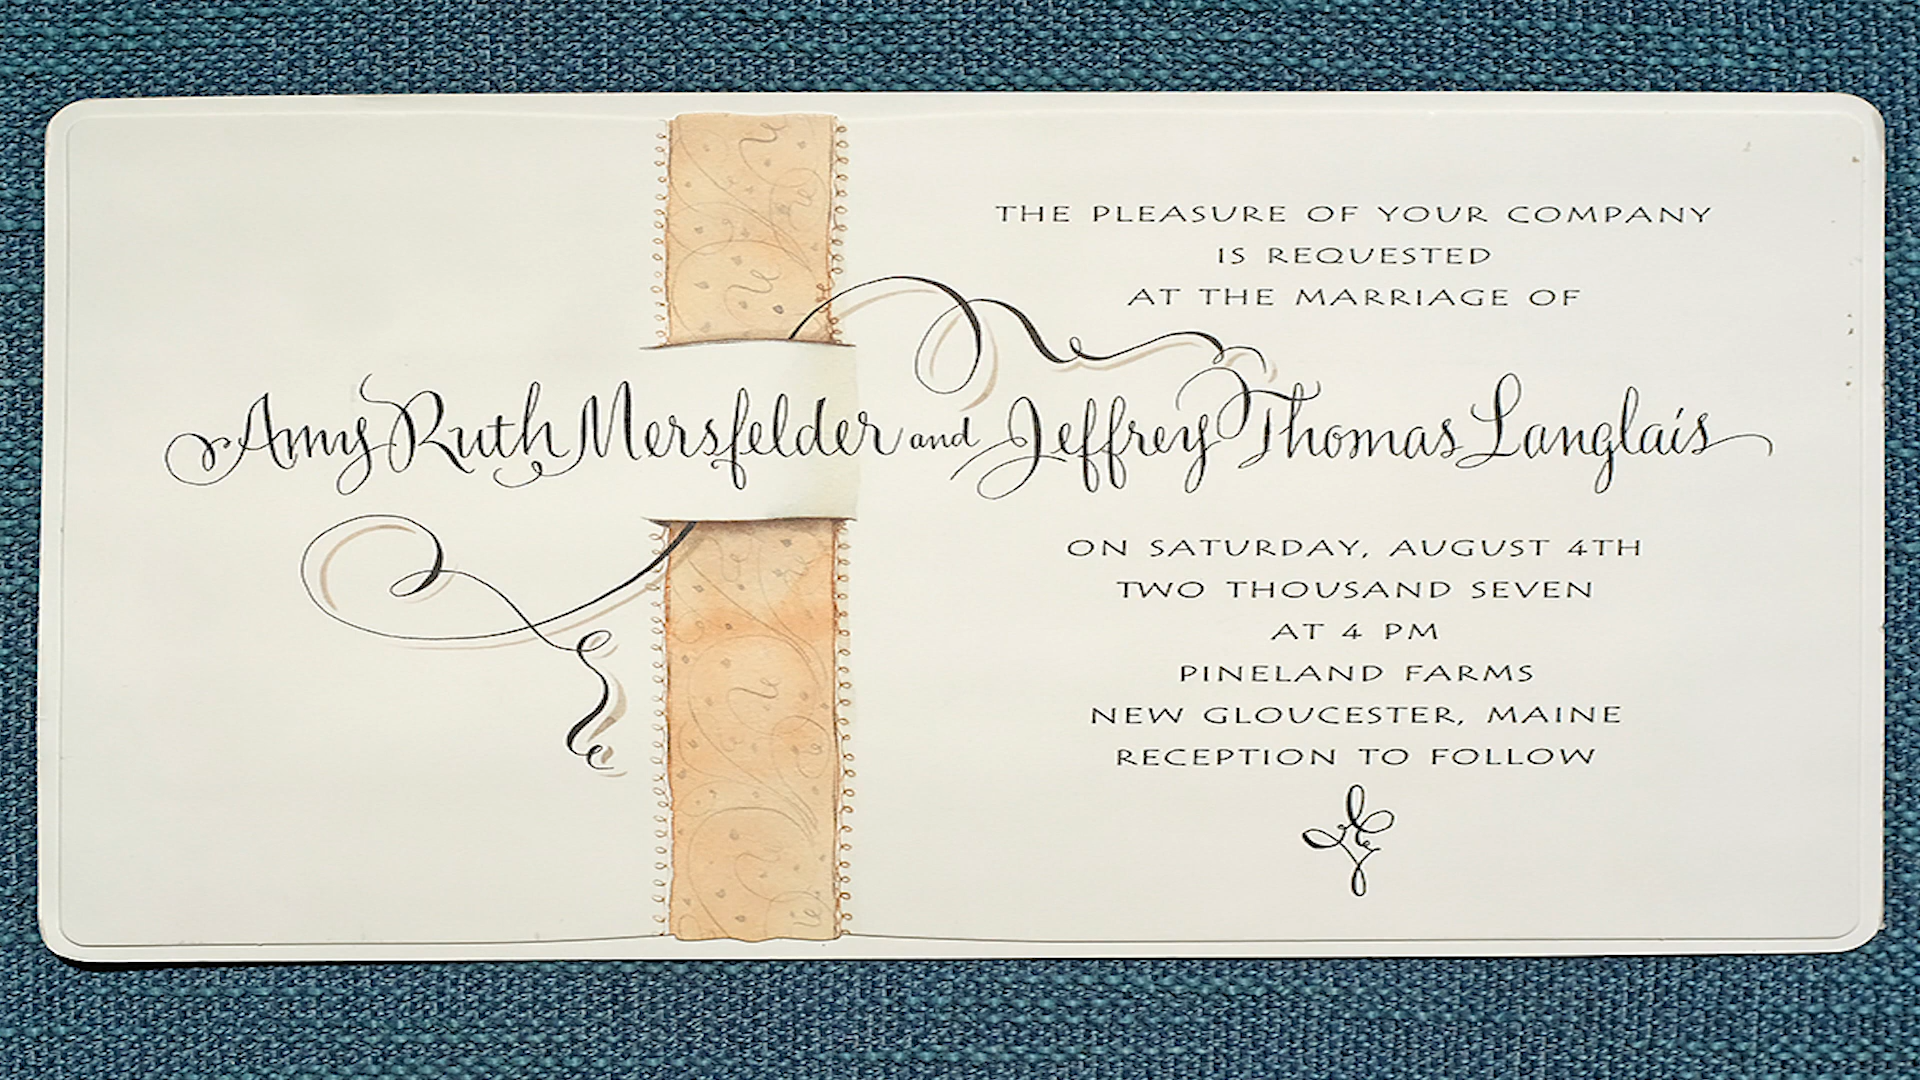 THE PLEASURE OF YOUR COMPANY
IS REQUESTED
AT THE MARRIAGE OF
Amy Ruth Mersfelder and Jeffrey Thomas Langlais
ON SATURDAY, AUGUST 4TH
TWO THOUSAND SEVEN
AT 4 PM
PINELAND FARMS
NEW GLOUCESTER, MAINE
RECEPTION TO FOLLOW